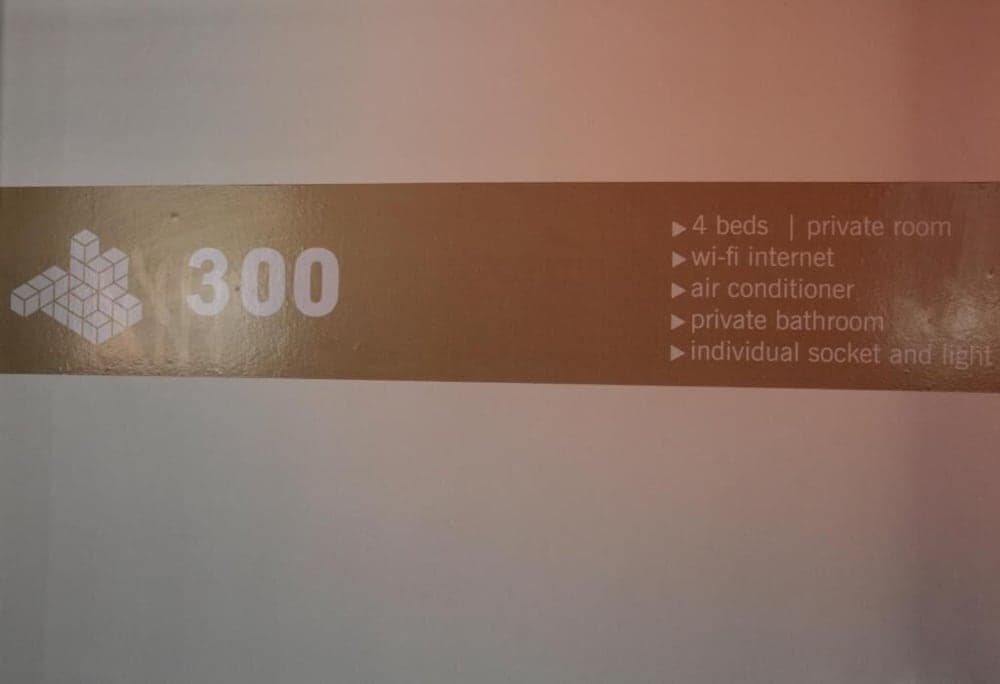 300
▶ 4 beds | private room
▶ wi-fi internet
▶ air conditioner
▶ private bathroom
▶ individual socket and light